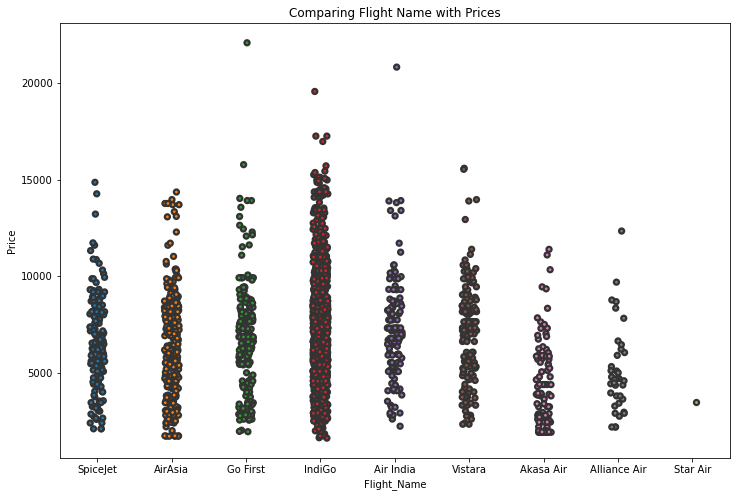 Comparing Flight Name with Prices
Price
20000
15000
10000
5000
SpiceJet AirAsia Go First IndiGo Air India Vistara Akasa Air Alliance Air Star Air
Flight_Name